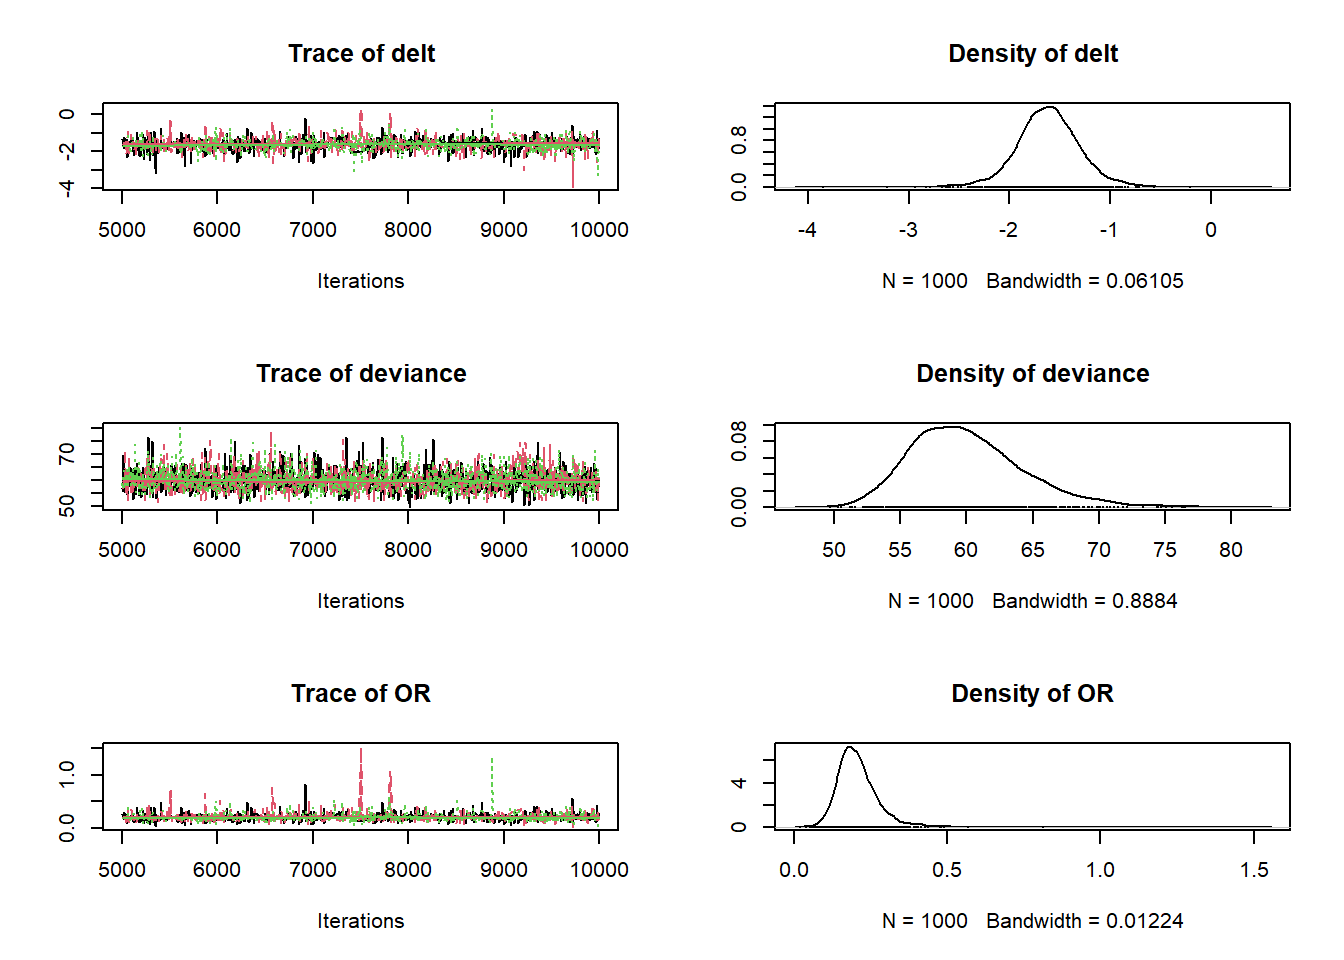 Trace of delt
0
-2
-4
5000 6000 7000 8000 9000 10000
Iterations
Density of delt
0.8
0.0
-4 -3 -2 -1 0
N = 1000 Bandwidth = 0.06105
Trace of deviance
70
50
5000 6000 7000 8000 9000 10000
Iterations
Density of deviance
0.08
0.00
50 55 60 65 70 75 80
N = 1000 Bandwidth = 0.8884
Trace of OR
1.0
0.0
5000 6000 7000 8000 9000 10000
Iterations
Density of OR
4
0
0.0 0.5 1.0 1.5
N = 1000 Bandwidth = 0.01224